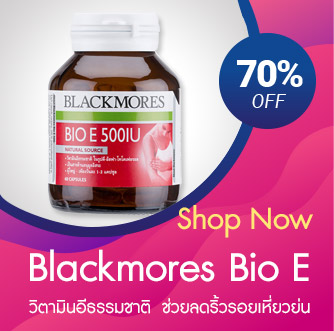 70%
OFF
BLACKMORES
BIO E 500IU
NATURAL SOURCE
Shop Now
Blackmores Bio E
วิตามินอีธรรมชาติ ช่วยลดริ้วรอยเหี่ยวย่น